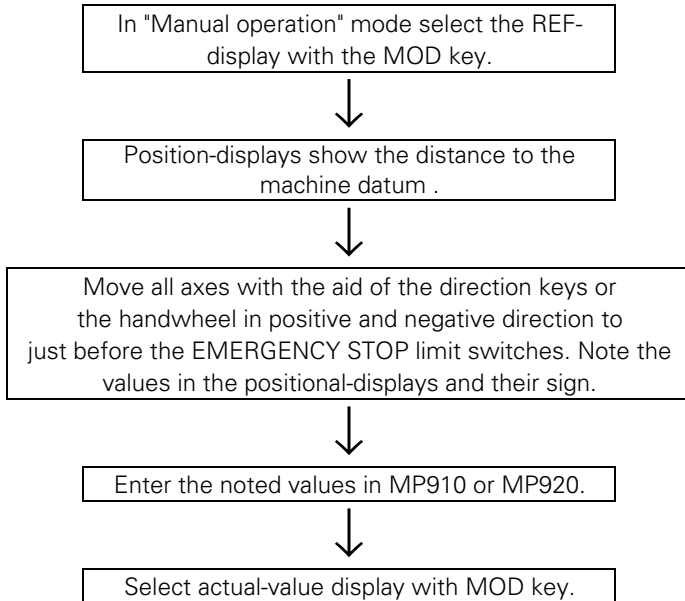 In "Manual operation" mode select the REF-
display with the MOD key.
Position-displays show the distance to the
machine datum .
Move all axes with the aid of the direction keys or
the handwheel in positive and negative direction to
just before the EMERGENCY STOP limit switches. Note the
values in the positional-displays and their sign.
Enter the noted values in MP910 or MP920.
Select actual-value display with MOD key.